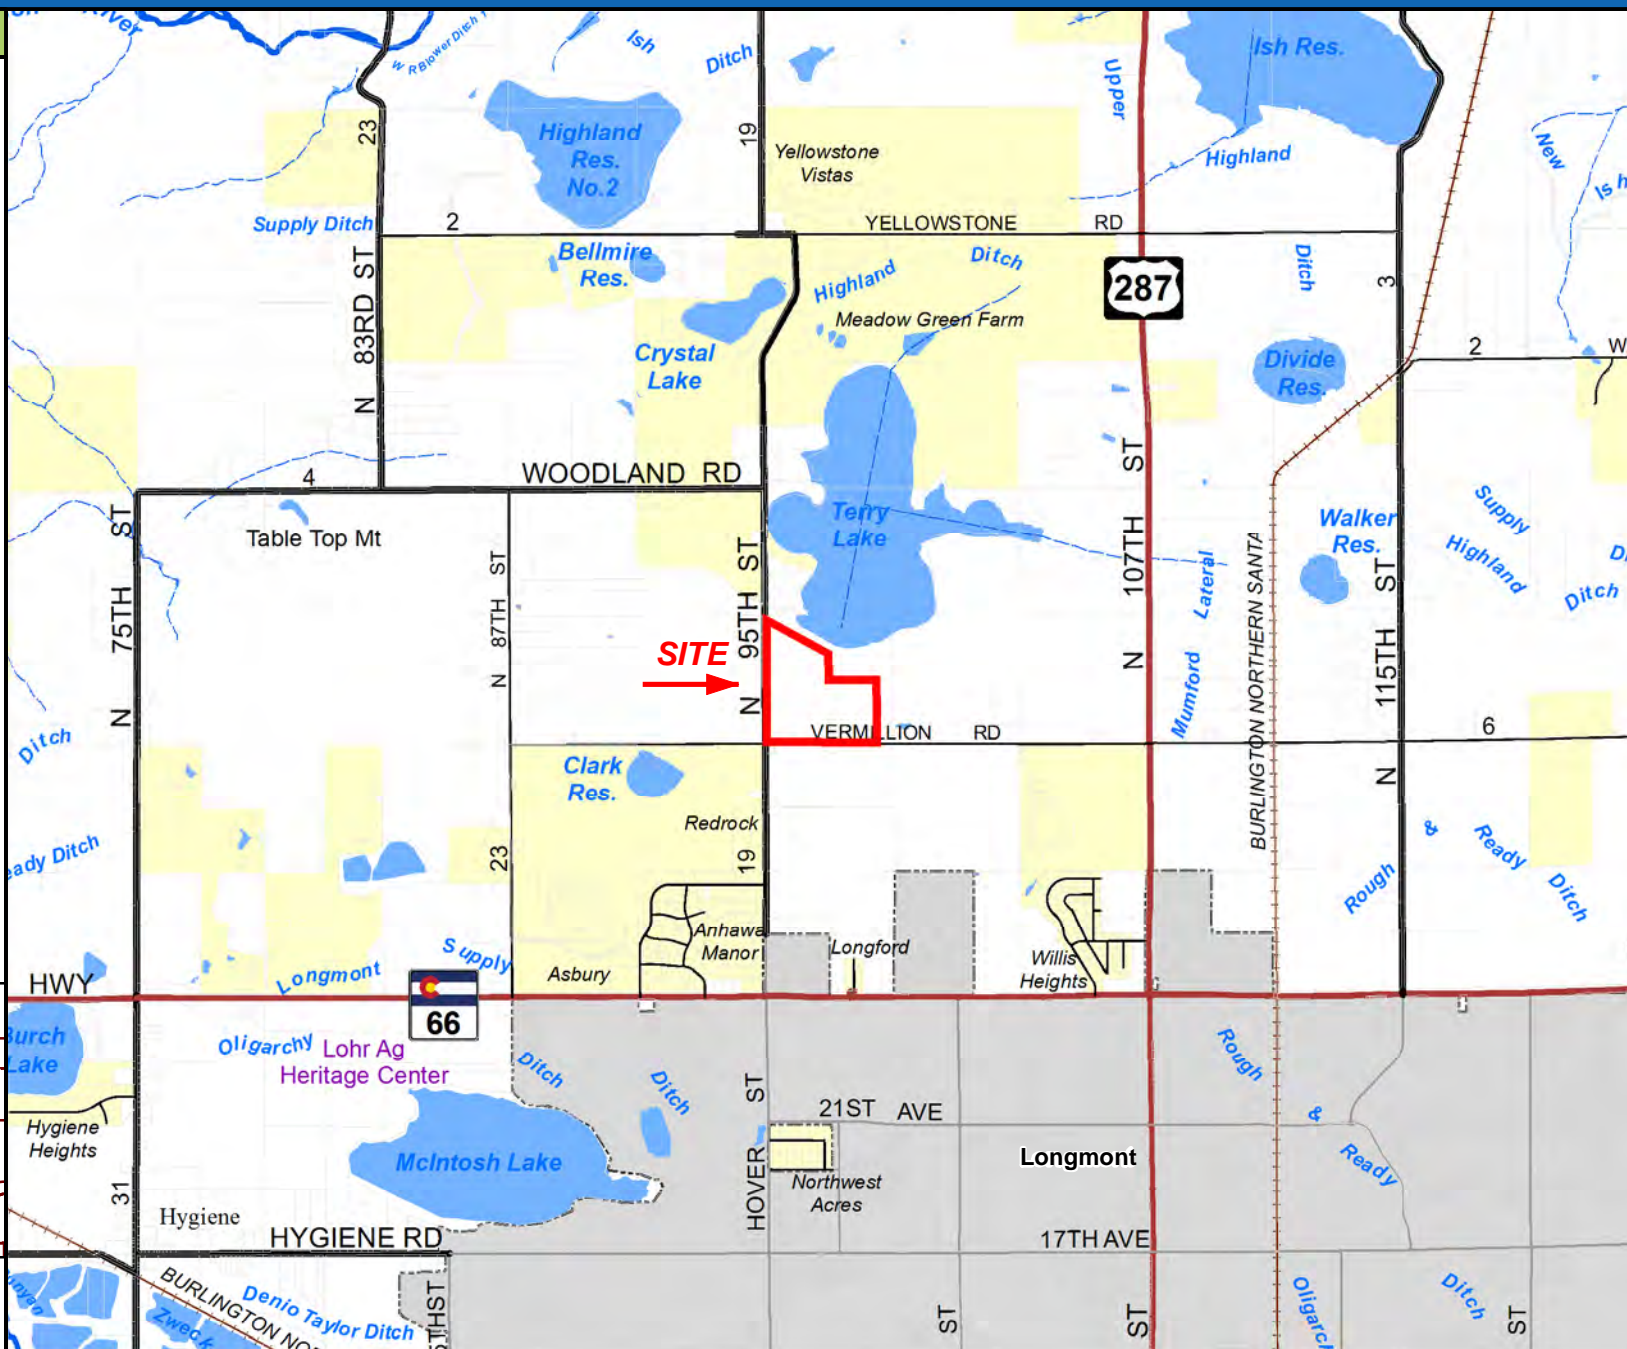 River
W R Blower Ditch
Ish
Ditch
Upper
Ish Res.
23
Highland
Res.
No.2
19
Yellowstone
Vistas
Highland
New
Supply Ditch
2
YELLOWSTONE RD
Bellmire
Res.
Highland
Ditch
Ditch
287
3
83RD ST
N
Meadow Green Farm
Crystal
Lake
Divide
Res.
2
W
4
WOODLAND RD
Table Top Mt
75TH ST
N
N 87TH ST
N 95TH ST
Terry
Lake
N 107TH ST
Mumford Lateral
BURLINGTON NORTHERN SANTA
Walker
Res.
N 115TH ST
Supply
Highland
Ditch
SITE
VERMILLION RD
6
Ditch
Clark
Res.
Redrock
19
23
eady Ditch
Rough
&
Ready
Ditch
Anhawa
Manor
Longford
Willis
Heights
Asbury
HWY
Longmont
Supply
66
Burch
Lake
Oligarchy
Lohr Ag
Heritage Center
Ditch
Ditch
HOVER ST
21ST AVE
Rough
&
Ready
Hygiene
Heights
McIntosh Lake
Longmont
Northwest
Acres
31
Hygiene
HYGIENE RD
17TH AVE
BURLINGTON NO
Denio Taylor Ditch
Zweck
ST
ST
Oligarch
Ditch
ST